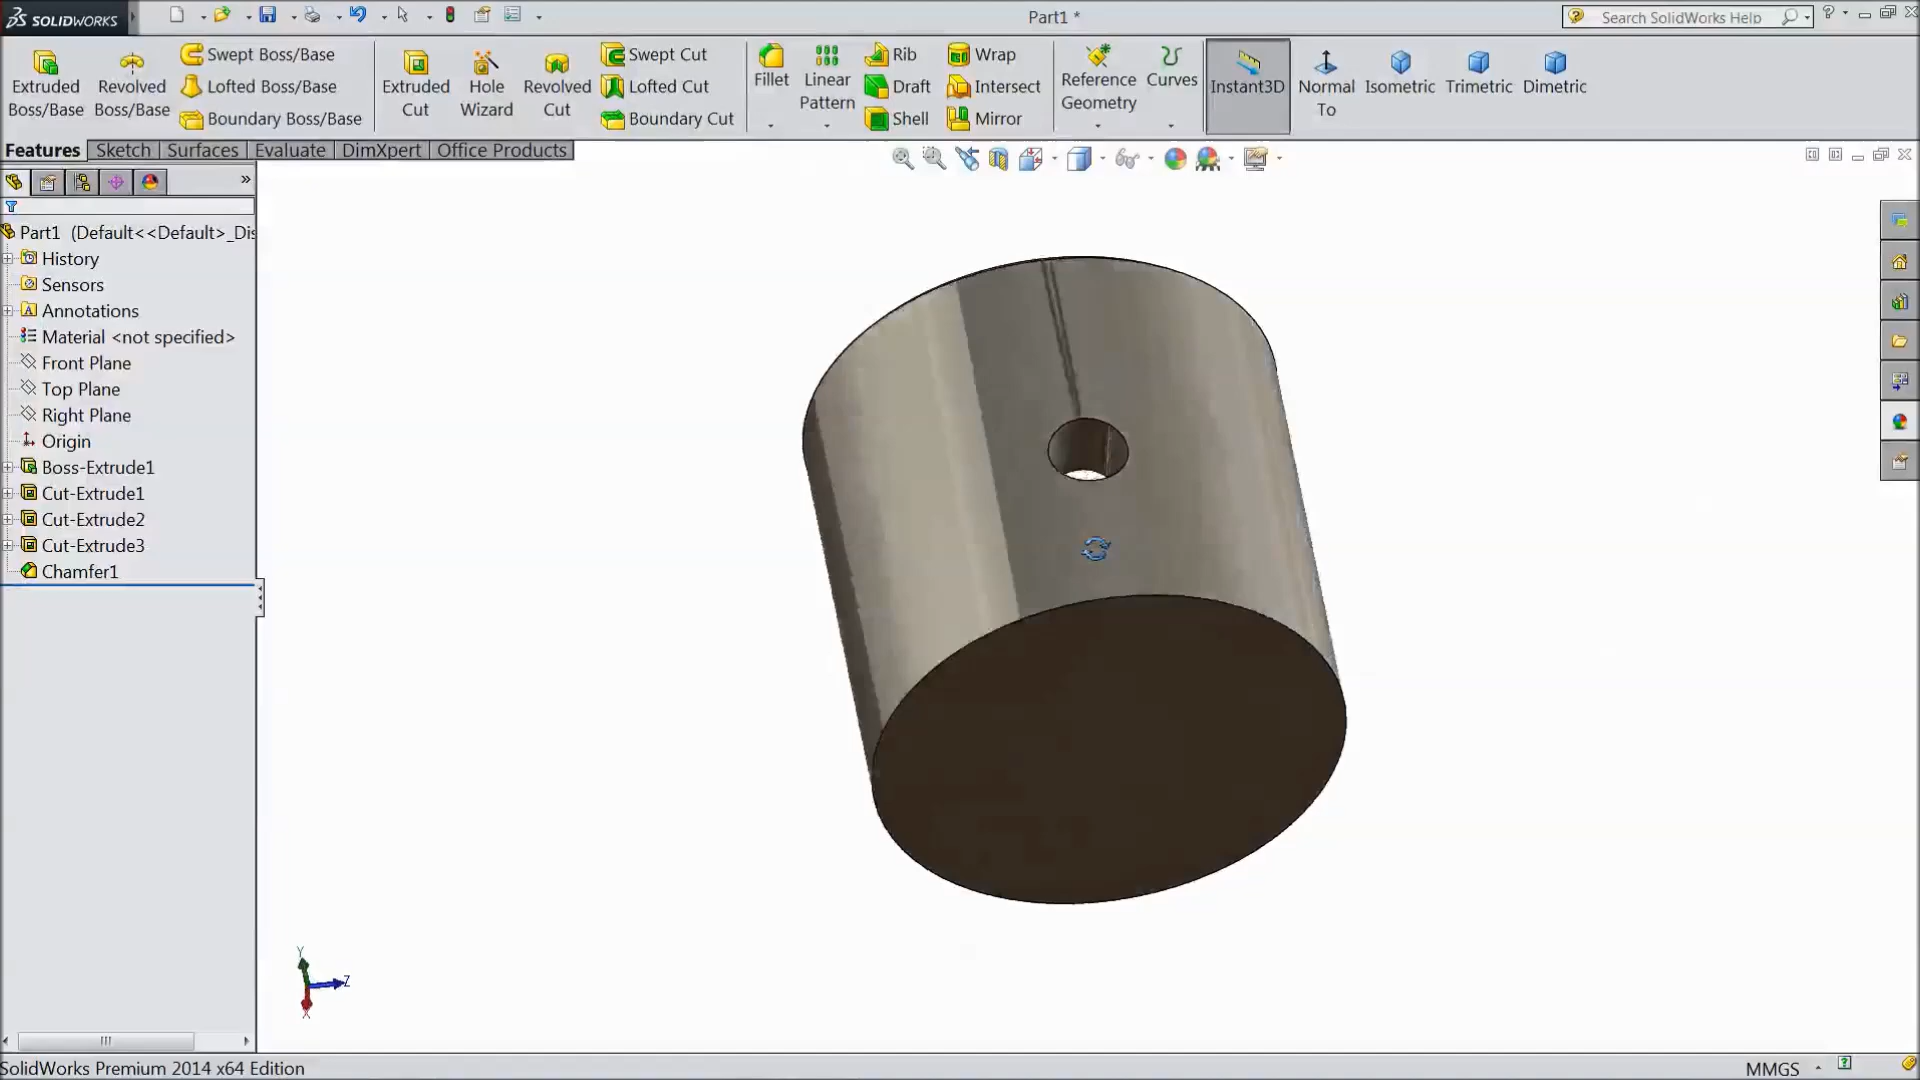 SOLIDWORKS
Part1 *
Search SolidWorks Help
Extruded Boss/Base
Revolved Boss/Base
Swept Boss/Base
Lofted Boss/Base
Boundary Boss/Base
Extruded Cut
Hole Wizard
Revolved Cut
Swept Cut
Lofted Cut
Boundary Cut
Fillet
Linear Pattern
Rib
Draft
Shell
Wrap
Intersect
Mirror
Reference Geometry
Curves
Instant3D
Normal To
Isometric
Trimetric
Dimetric
Features
Sketch
Surfaces
Evaluate
DimXpert
Office Products
Part1 (Default<<Default>_Dis
History
Sensors
Annotations
Material <not specified>
Front Plane
Top Plane
Right Plane
Origin
Boss-Extrude1
Cut-Extrude1
Cut-Extrude2
Cut-Extrude3
Chamfer1
Y
Z
X
SolidWorks Premium 2014 x64 Edition
MMGS